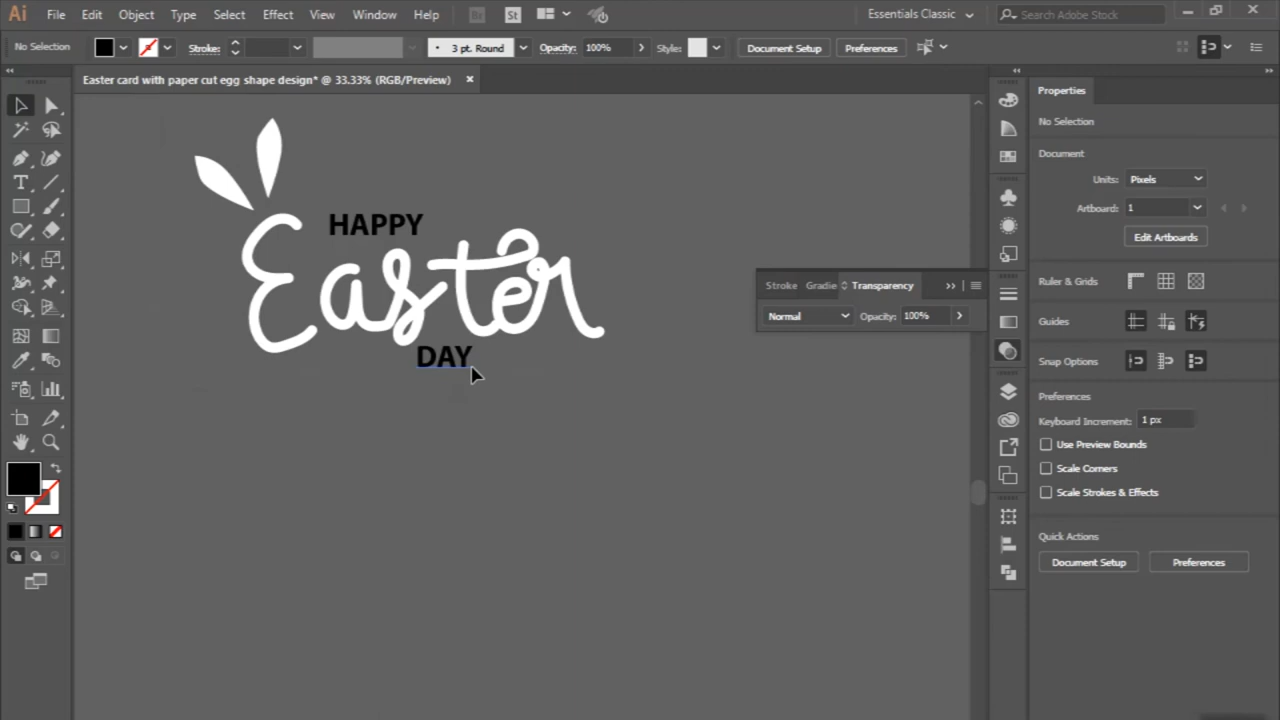 Ai File Edit Object Type Select Effect View Window Help Br St Essentials Classic Search Adobe Stock
No Selection Stroke: 3 pt. Round Opacity: 100% Style: Document Setup Preferences
Easter card with paper cut egg shape design* @ 33.33% (RGB/Preview)
Properties
No Selection
Document
Units: Pixels
Artboard: 1
Edit Artboards
Ruler & Grids
Guides
Snap Options
Preferences
Keyboard Increment: 1 px
Use Preview Bounds
Scale Corners
Scale Strokes & Effects
Quick Actions
Document Setup Preferences
Stroke Gradie Transparency
Normal Opacity: 100%
HAPPY
Easter
DAY